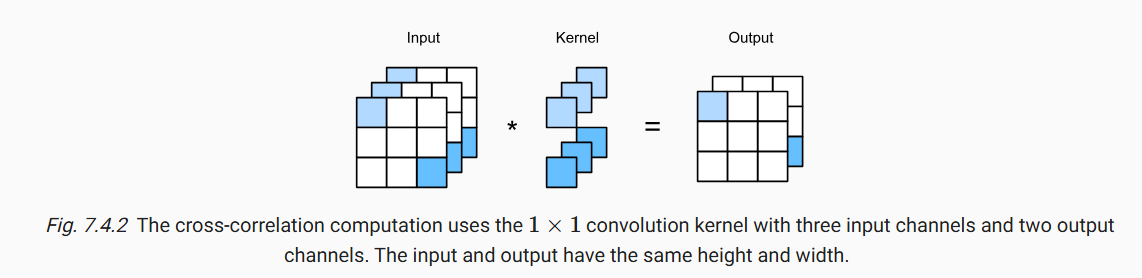 Input Kernel Output
* =
Fig. 7.4.2 The cross-correlation computation uses the 1 × 1 convolution kernel with three input channels and two output
channels. The input and output have the same height and width.